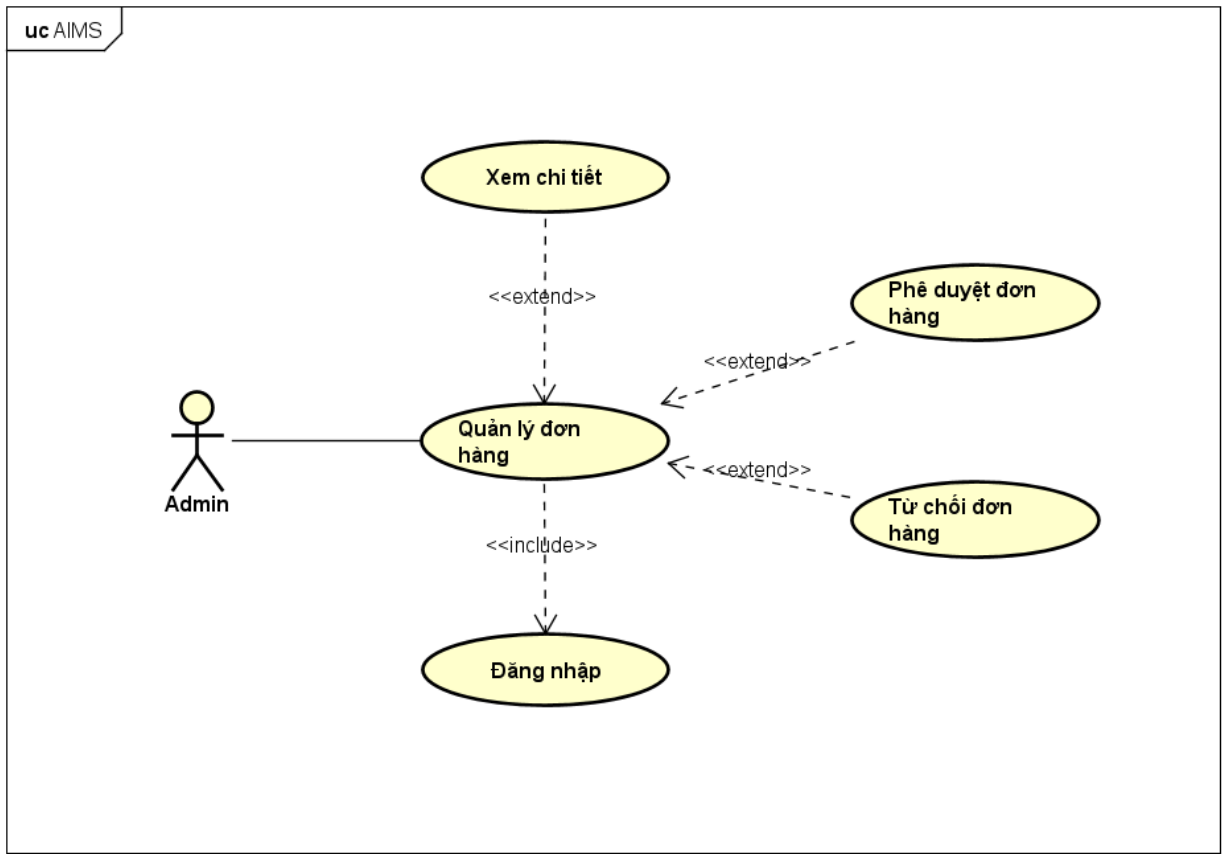 uc AIMS
Xem chi tiết
<<extend>>
Phê duyệt đơn
hàng
<<extend>>
Quản lý đơn
hàng
<<extend>>
Từ chối đơn
hàng
Admin
<<include>>
Đăng nhập